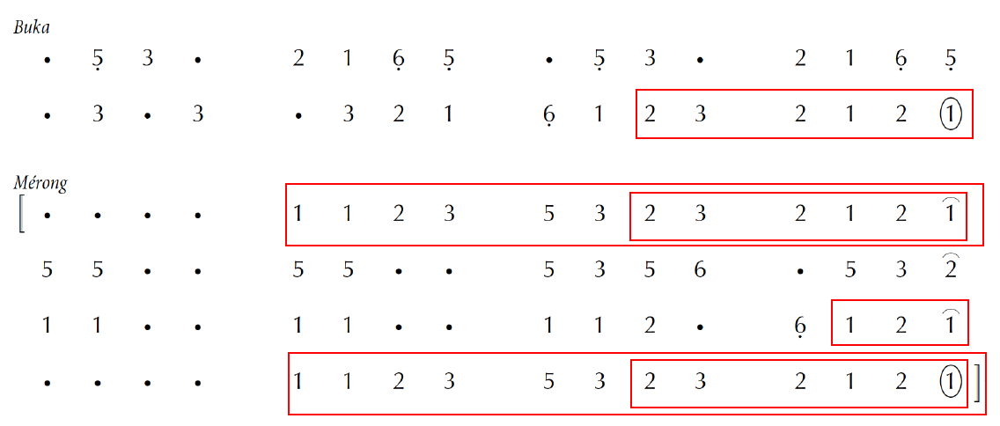 Buka
• 5̣ 3 • 2 1 6̣ 5̣ • 5̣ 3 • 2 1 6̣ 5̣
• 3 • 3 • 3 2 1 6̣ 1 2 3 2 1 2 1
Mérong
[ • • • • 1 1 2 3 5 3 2 3 2 1 2 1
5 5 • • 5 5 • • 5 3 5 6 • 5 3 2
1 1 • • 1 1 • • 1 1 2 • 6̣ 1 2 1
• • • • 1 1 2 3 5 3 2 3 2 1 2 1 ]